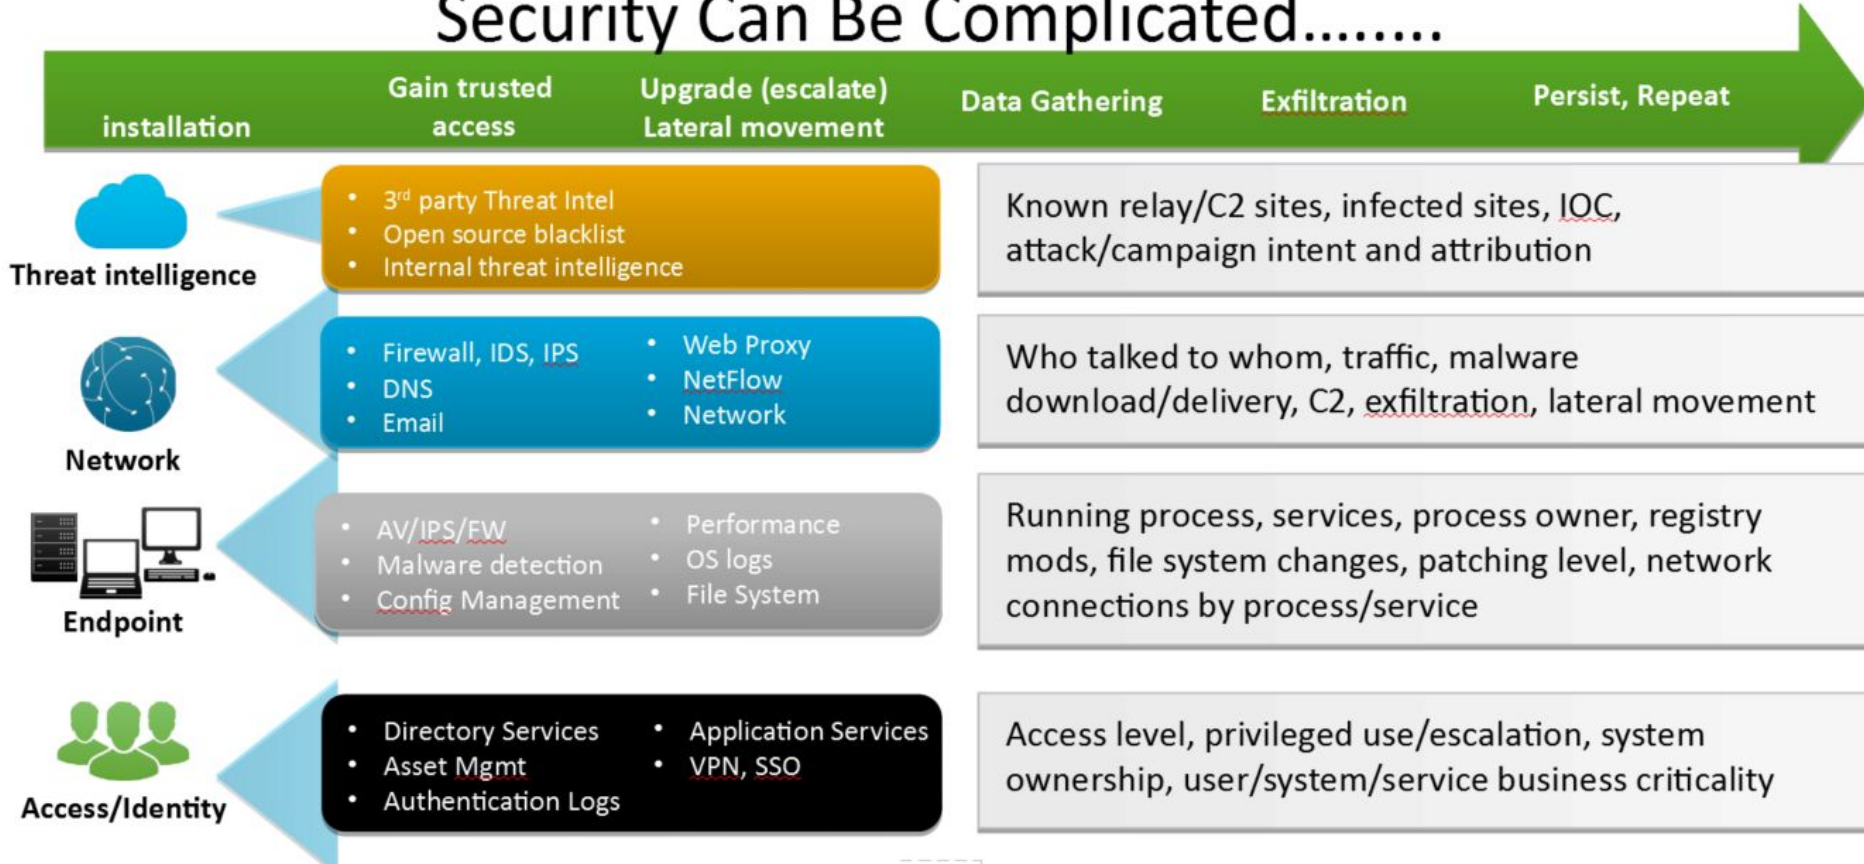 Security Can Be Complicated........
installation
Gain trusted
access
Upgrade (escalate)
Lateral movement
Data Gathering
Exfiltration
Persist, Repeat
Threat intelligence
• 3rd party Threat Intel
• Open source blacklist
• Internal threat intelligence
Known relay/C2 sites, infected sites, IOC,
attack/campaign intent and attribution
Network
• Firewall, IDS, IPS
• DNS
• Email
• Web Proxy
• NetFlow
• Network
Who talked to whom, traffic, malware
download/delivery, C2, exfiltration, lateral movement
Endpoint
• AV/IPS/FW
• Malware detection
• Config Management
• Performance
• OS logs
• File System
Running process, services, process owner, registry
mods, file system changes, patching level, network
connections by process/service
Access/Identity
• Directory Services
• Asset Mgmt
• Authentication Logs
• Application Services
• VPN, SSO
Access level, privileged use/escalation, system
ownership, user/system/service business criticality